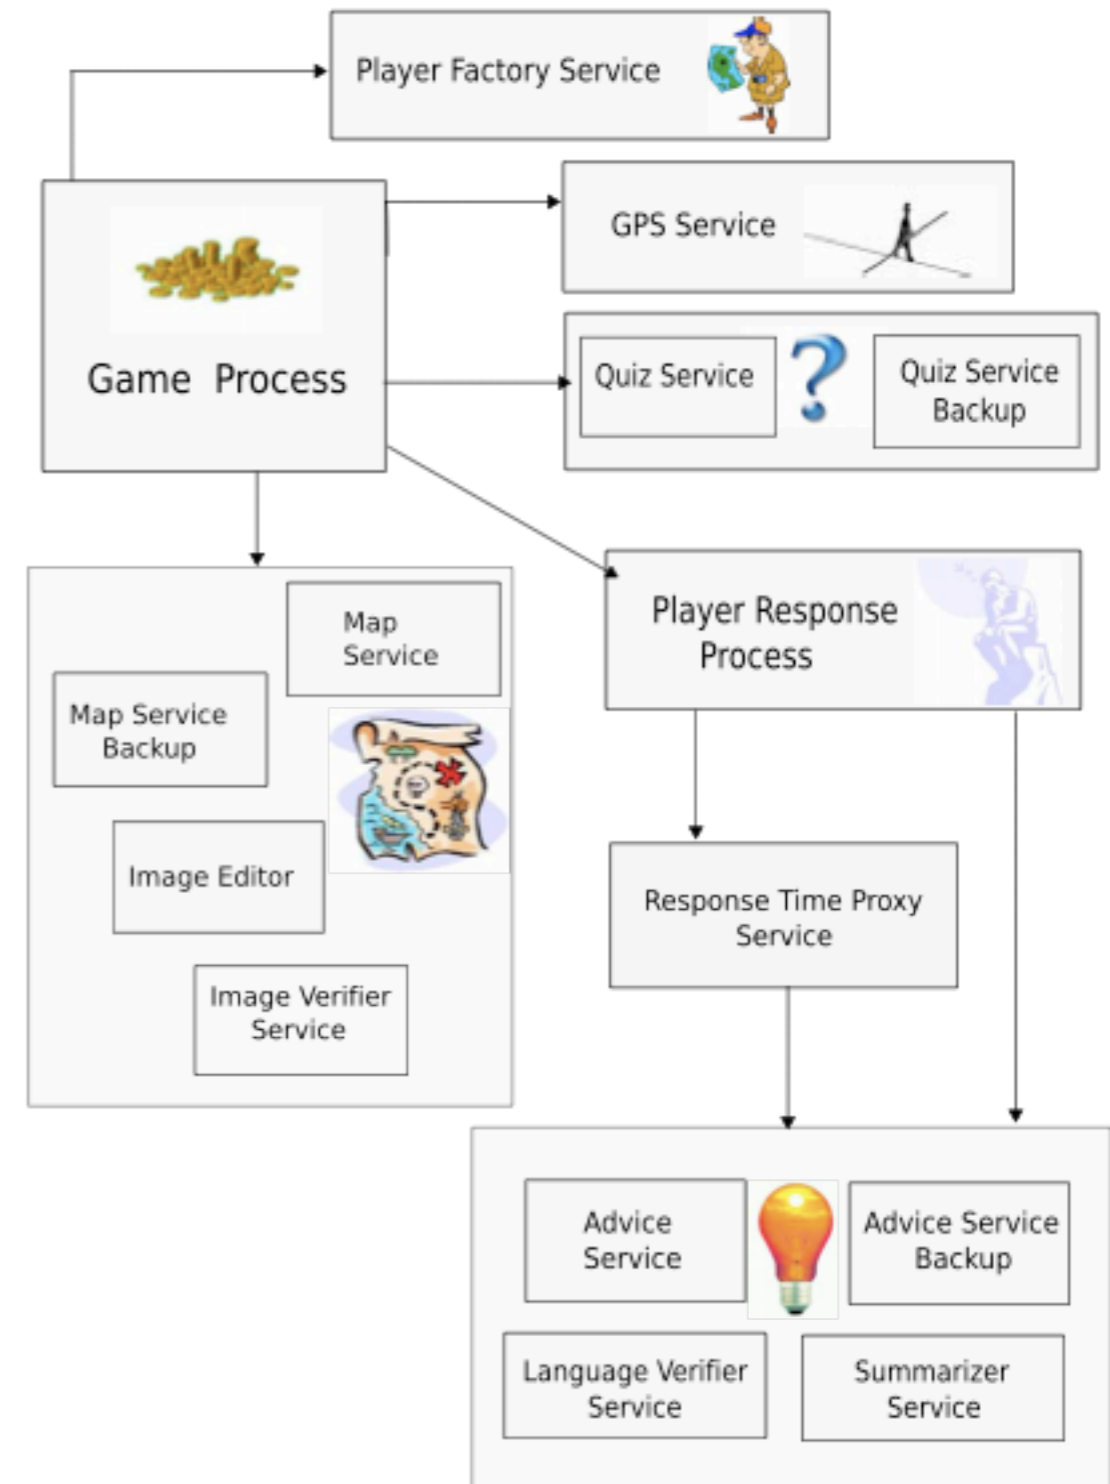 Player Factory Service
GPS Service
Game Process
Quiz Service
Quiz Service
Backup
Player Response
Process
Map
Service
Map Service
Backup
Image Editor
Image Verifier
Service
Response Time Proxy
Service
Advice
Service
Advice Service
Backup
Language Verifier
Service
Summarizer
Service